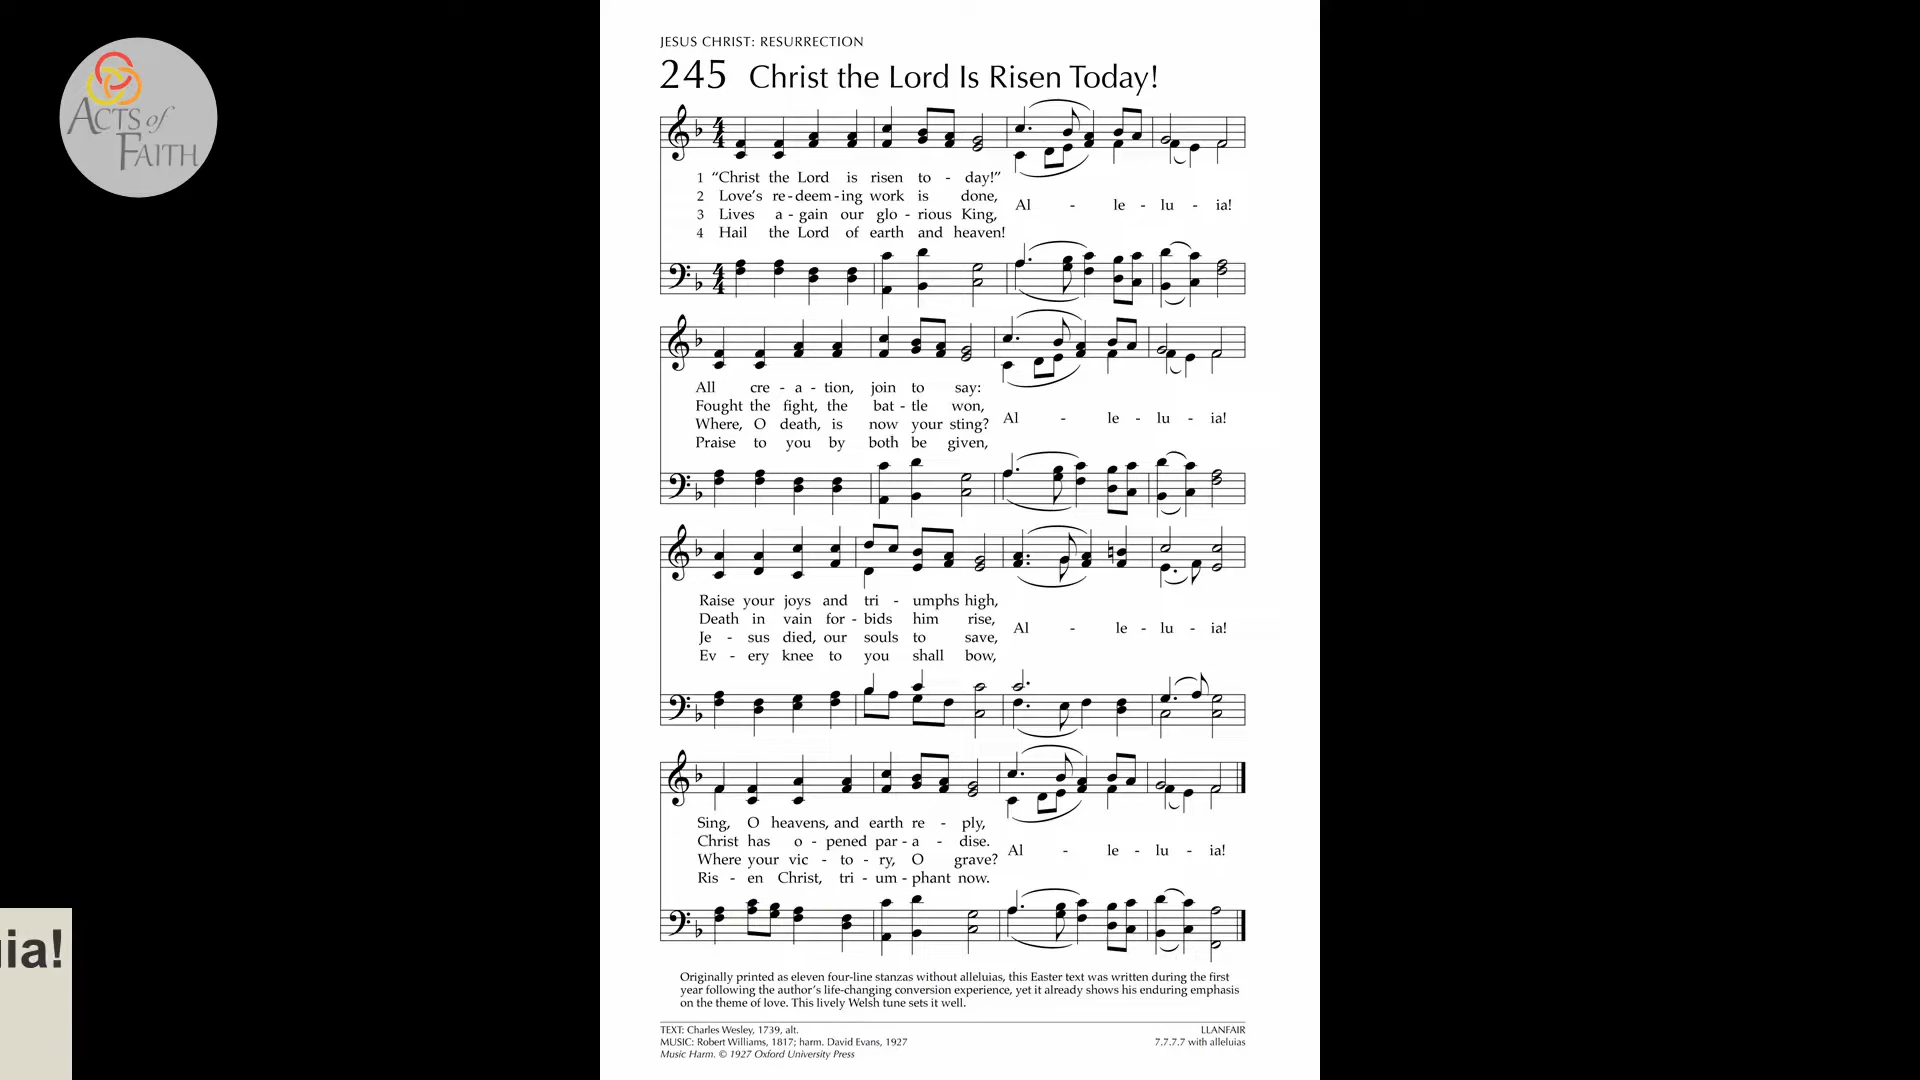 ACTS of
FAITH
JESUS CHRIST: RESURRECTION
245 Christ the Lord Is Risen Today!
1 “Christ the Lord is risen to - day!”
2 Love’s re - deem - ing work is done,
3 Lives a - gain our glo - rious King,
4 Hail the Lord of earth and heaven!
Al - le - lu - ia!
All cre - a - tion, join to say:
Fought the fight, the bat - tle won,
Where, O death, is now your sting?
Praise to you by both be given,
Al - le - lu - ia!
Raise your joys and tri - umphs high,
Death in vain for - bids him rise,
Je - sus died, our souls to save,
Ev - ery knee to you shall bow,
Al - le - lu - ia!
Sing, O heavens, and earth re - ply,
Christ has o - pened par - a - dise.
Where your vic - to - ry, O grave?
Ris - en Christ, tri - um - phant now.
Al - le - lu - ia!
ia!
Originally printed as eleven four-line stanzas without alleluias, this Easter text was written during the first
year following the author’s life-changing conversion experience, yet it already shows his enduring emphasis
on the theme of love. This lively Welsh tune sets it well.
TEXT: Charles Wesley, 1739, alt.
MUSIC: Robert Williams, 1817; harm. David Evans, 1927
Music Harm. © 1927 Oxford University Press
LLANFAIR
7.7.7.7 with alleluias